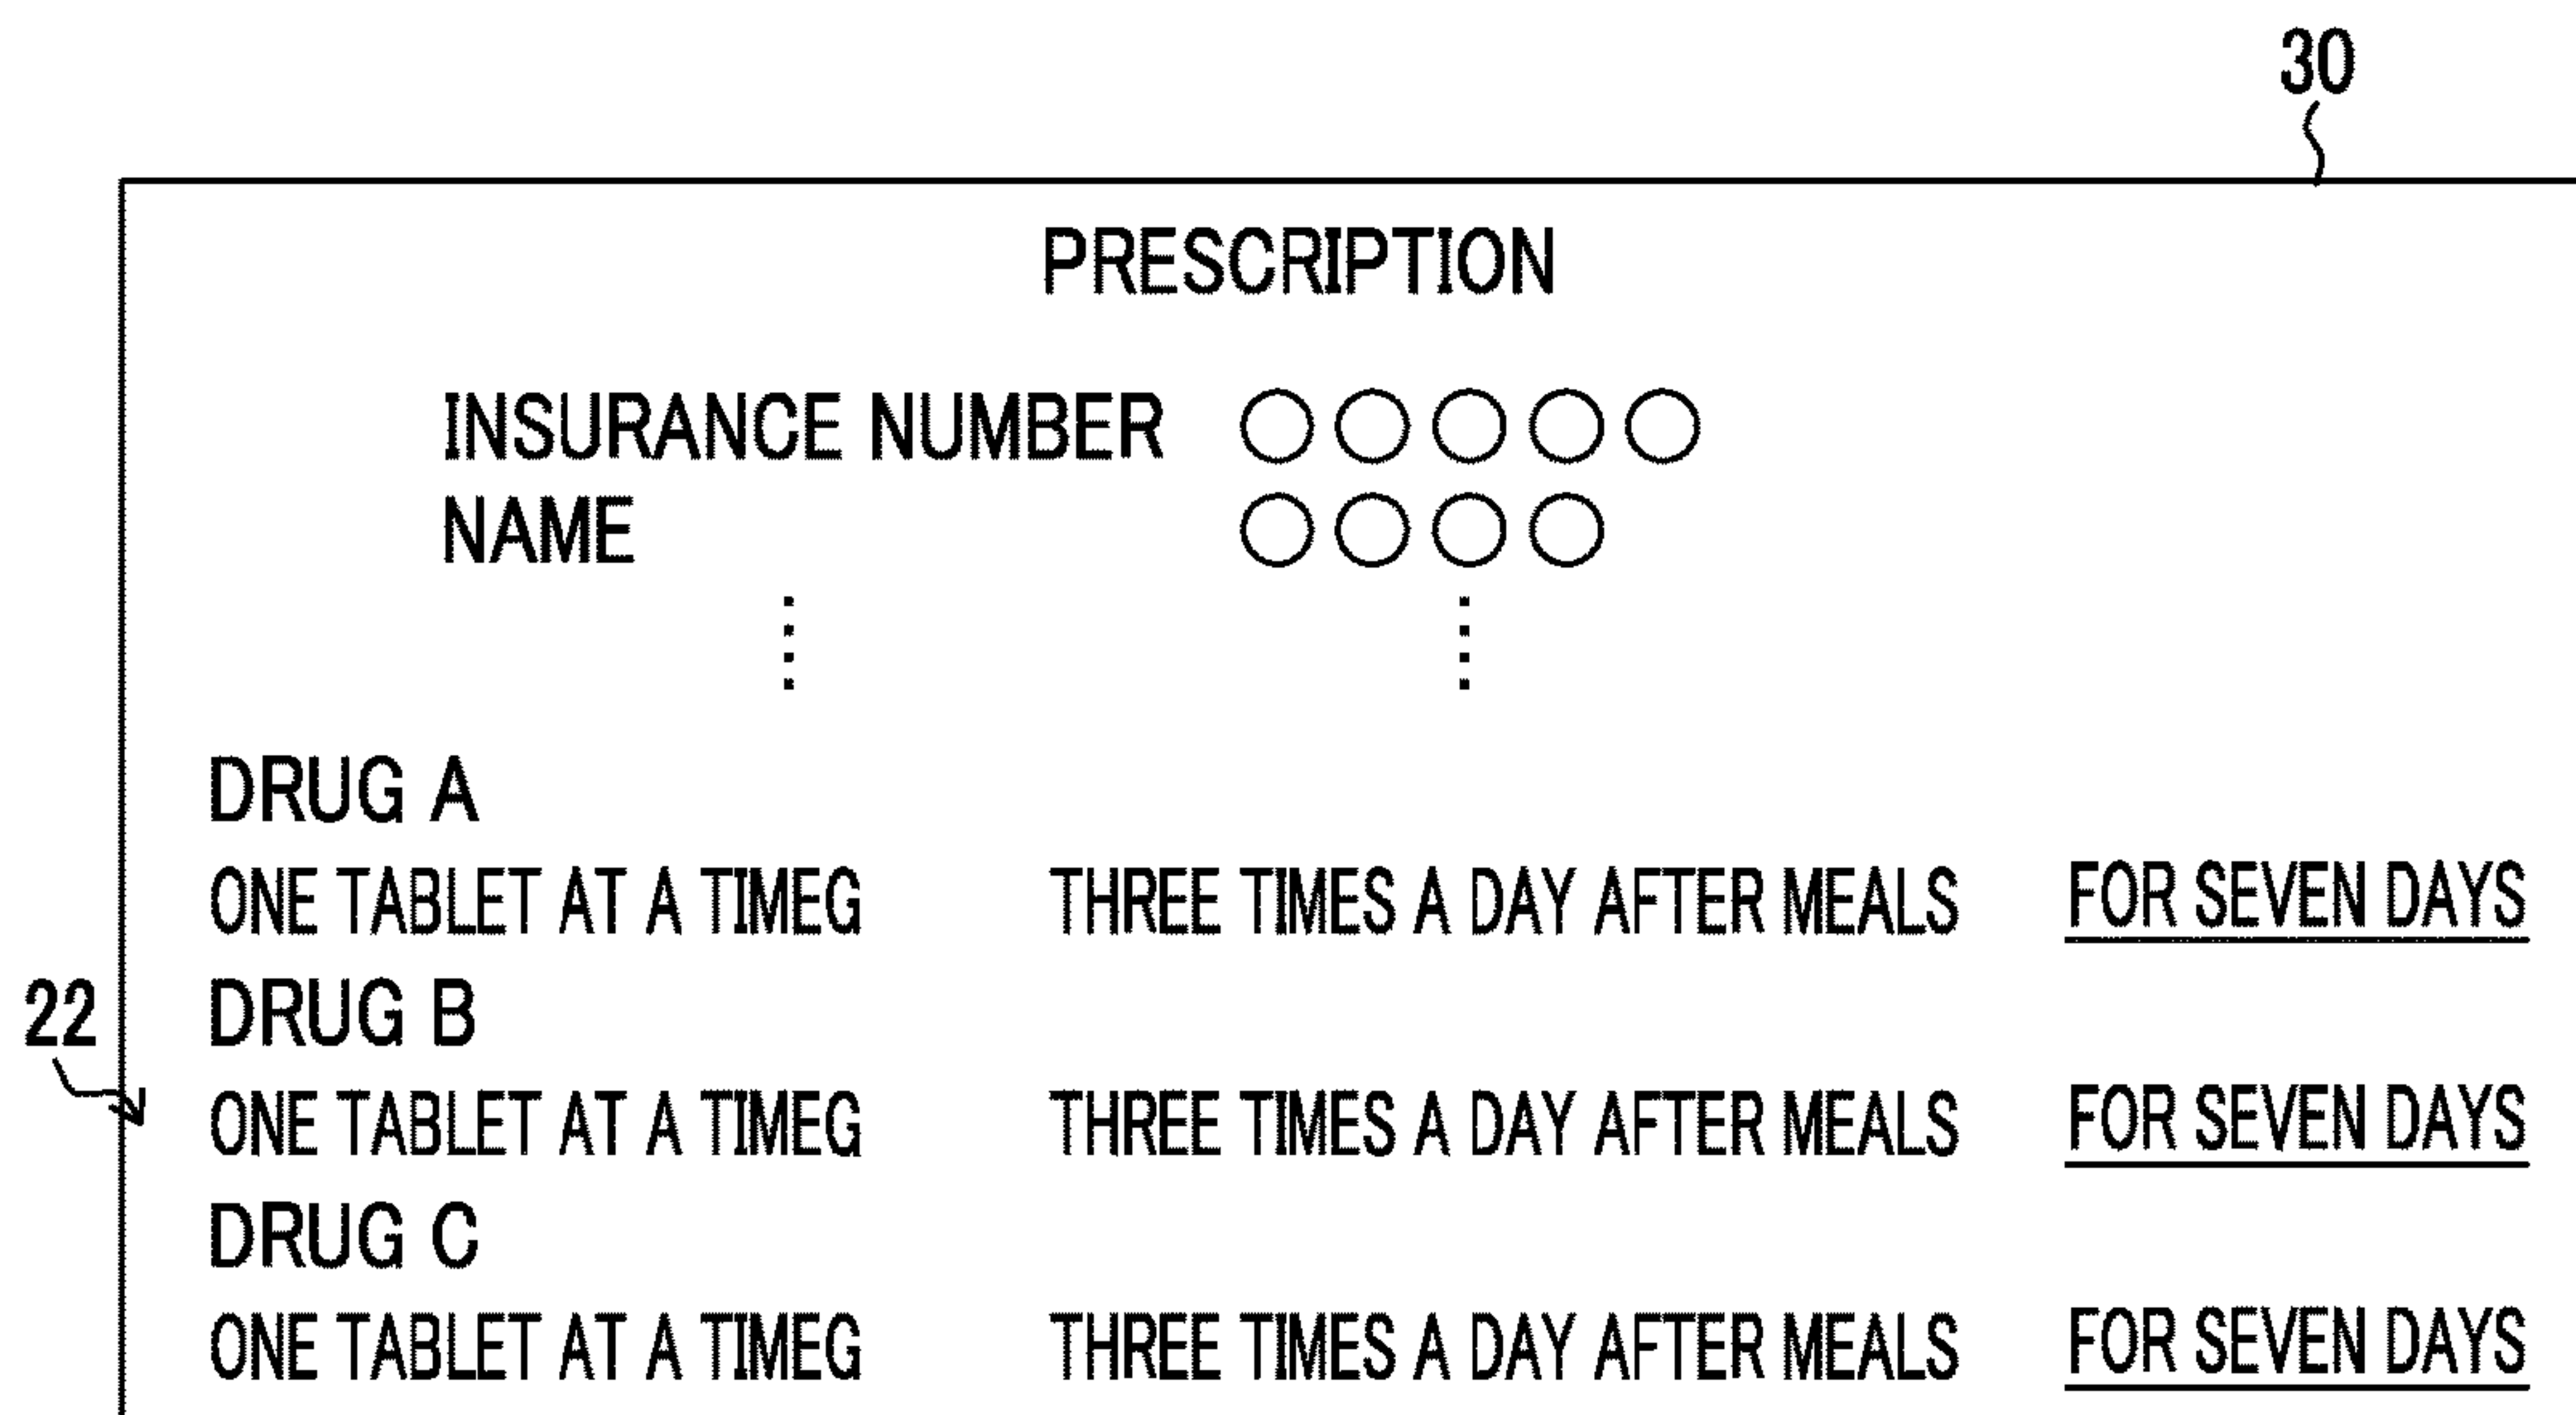 30
PRESCRIPTION
INSURANCE NUMBER ○○○○○
NAME ○○○○
DRUG A
ONE TABLET AT A TIMEG THREE TIMES A DAY AFTER MEALS FOR SEVEN DAYS
22
DRUG B
ONE TABLET AT A TIMEG THREE TIMES A DAY AFTER MEALS FOR SEVEN DAYS
DRUG C
ONE TABLET AT A TIMEG THREE TIMES A DAY AFTER MEALS FOR SEVEN DAYS